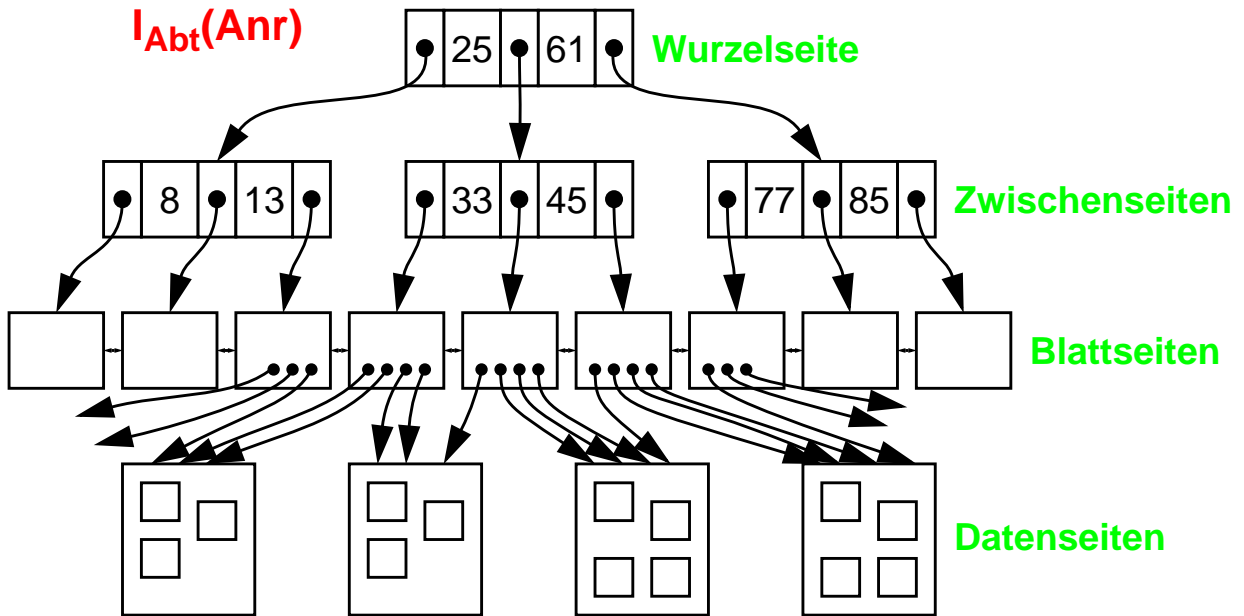 I_Abt(Anr)
25 61 Wurzelseite
8 13 33 45 77 85 Zwischenseiten
Blattseiten
Datenseiten